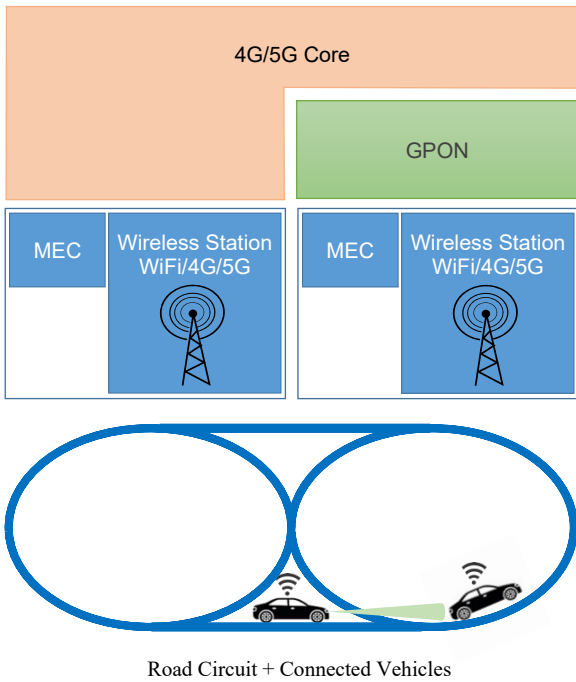 4G/5G Core
GPON
MEC
Wireless Station
WiFi/4G/5G
MEC
Wireless Station
WiFi/4G/5G
Road Circuit + Connected Vehicles